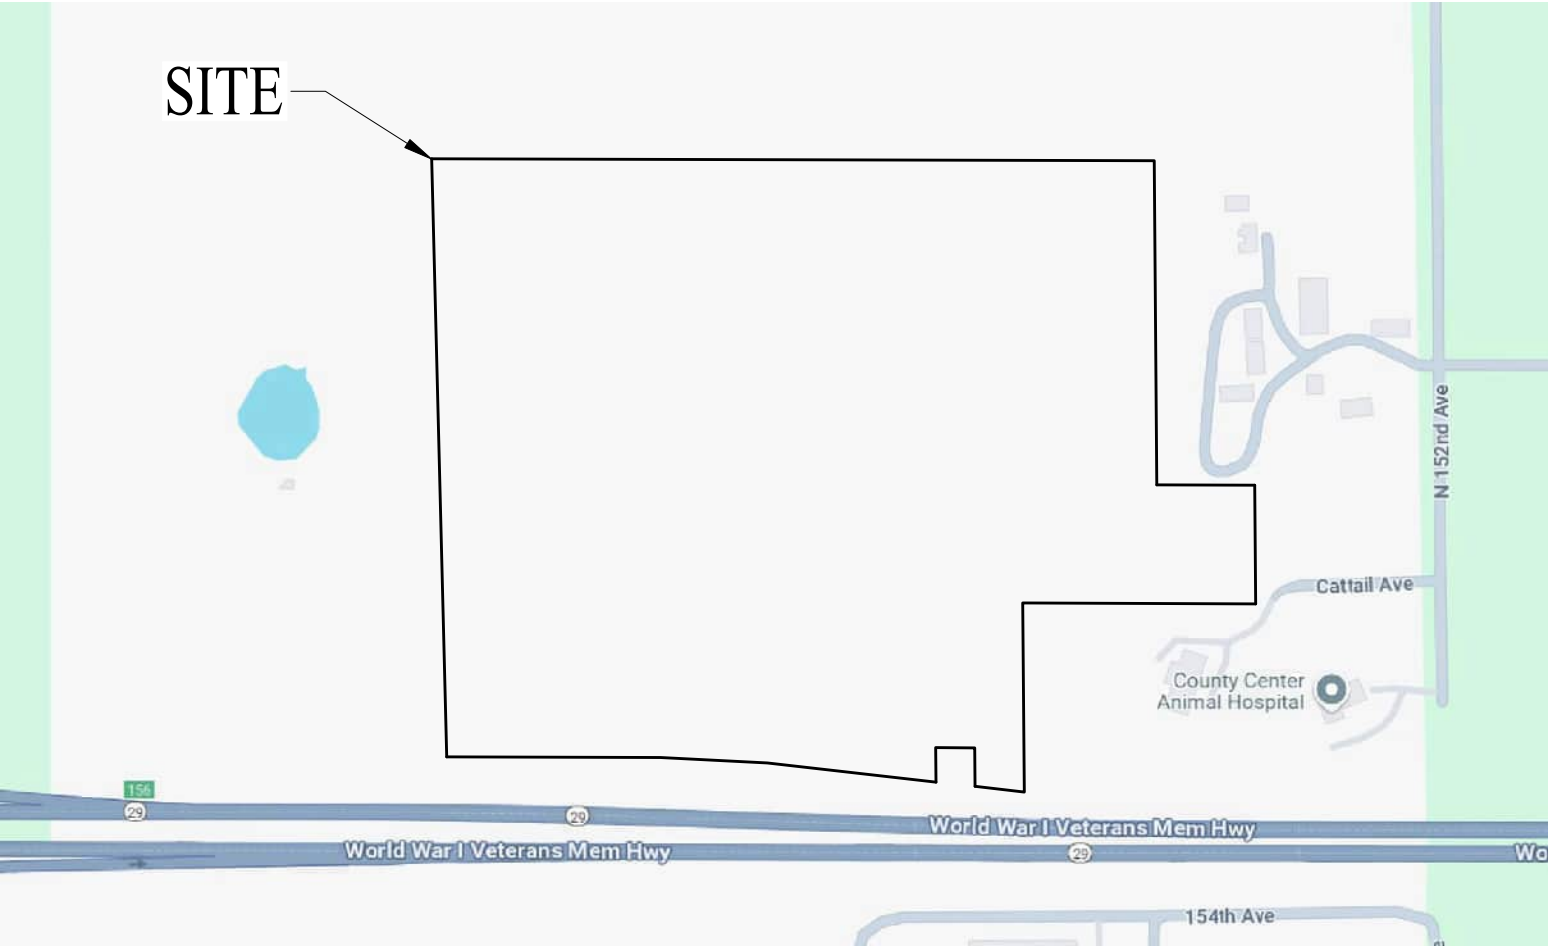 SITE
N 152nd Ave
Cattail Ave
County Center
Animal Hospital
156
29
29
World War I Veterans Mem Hwy
World War I Veterans Mem Hwy
29
Wo
154th Ave